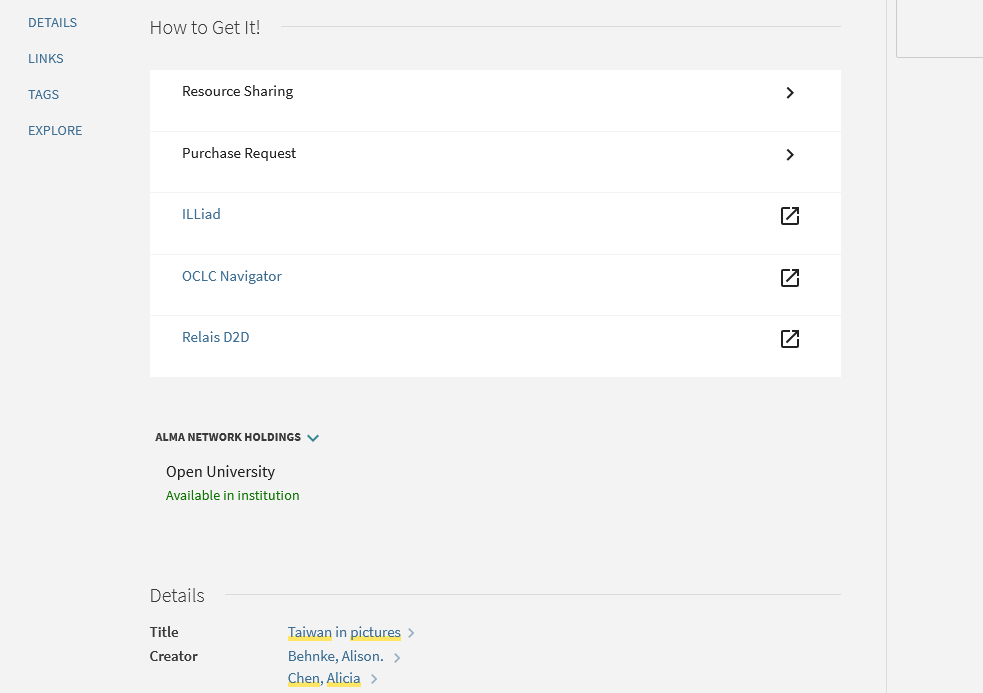 DETAILS
LINKS
TAGS
EXPLORE
How to Get It!
Resource Sharing
Purchase Request
ILLiad
OCLC Navigator
Relais D2D
ALMA NETWORK HOLDINGS
Open University
Available in institution
Details
Title Taiwan in pictures
Creator Behnke, Alison.
Chen, Alicia